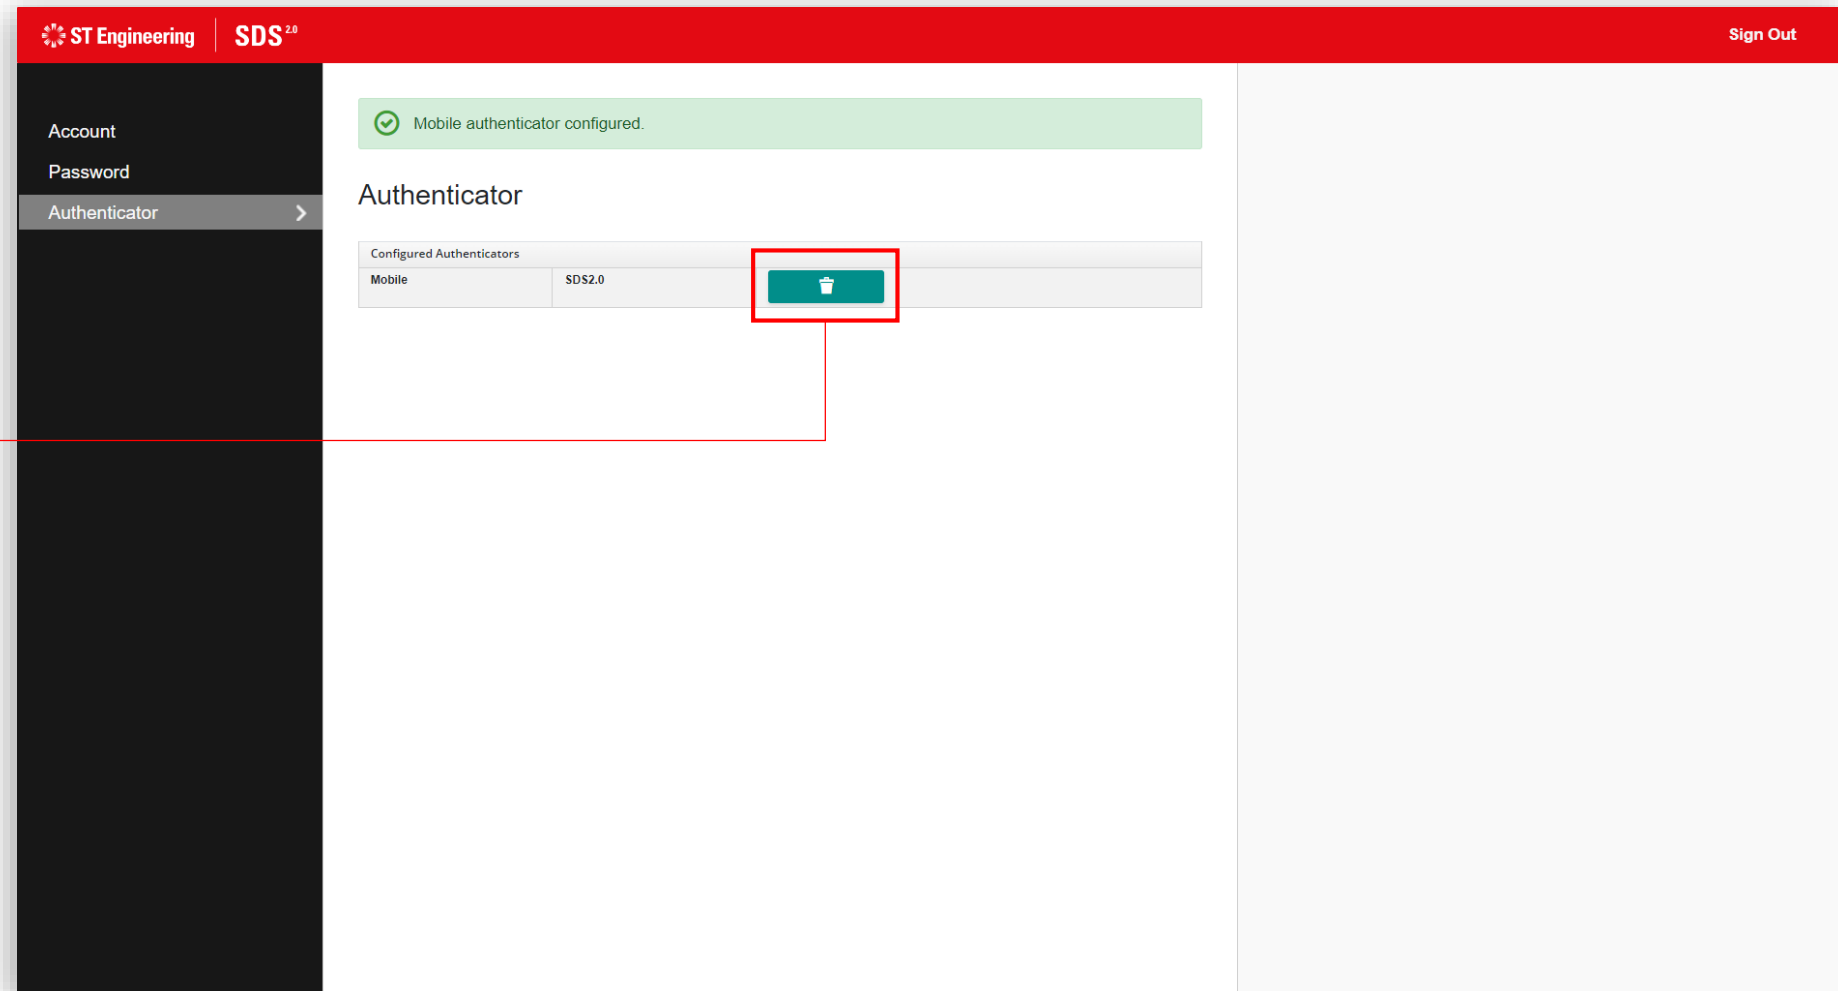 ST Engineering
SDS 2.0
Sign Out
Account
Password
Authenticator
Mobile authenticator configured.
Authenticator
Configured Authenticators
Mobile SDS2.0